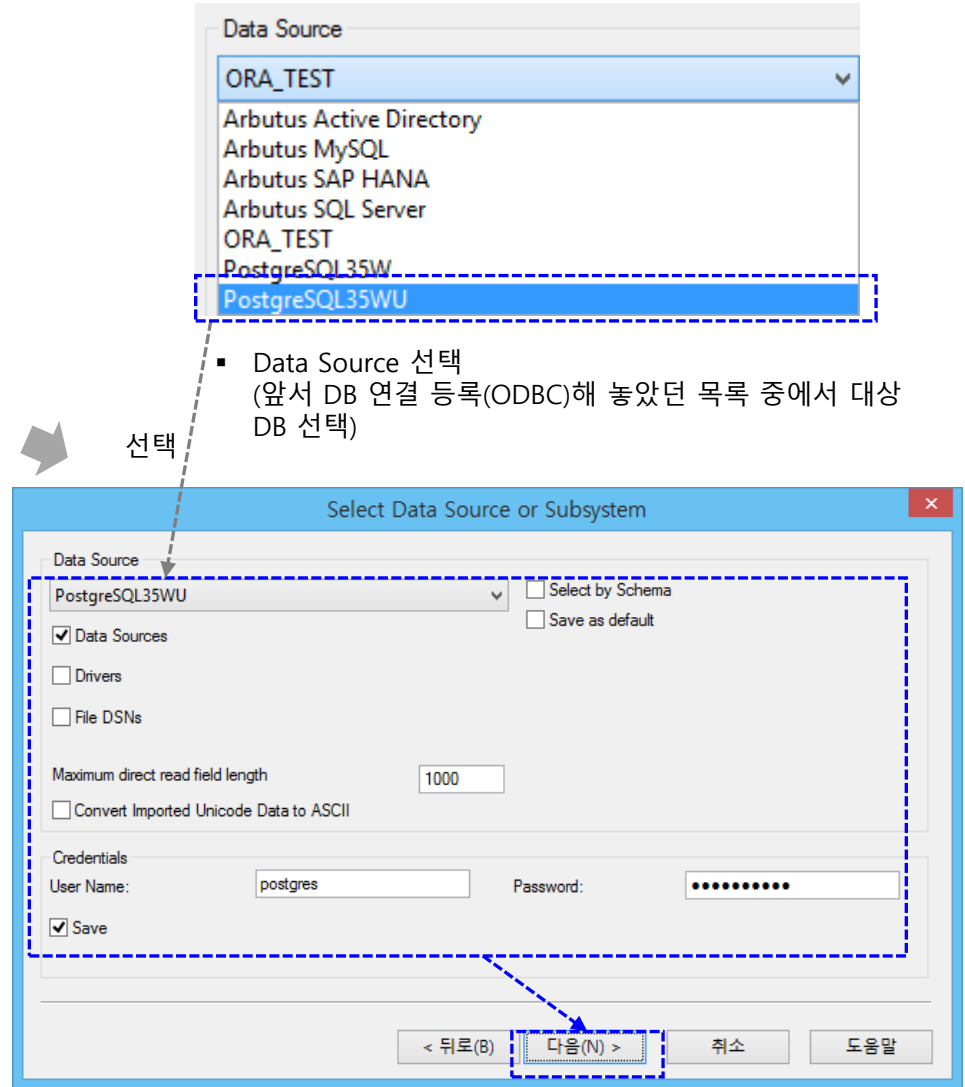 Data Source
ORA_TEST
Arbutus Active Directory
Arbutus MySQL
Arbutus SAP HANA
Arbutus SQL Server
ORA_TEST
PostgreSQL35W
PostgreSQL35WU
▪ Data Source 선택
(앞서 DB 연결 등록(ODBC)해 놓았던 목록 중에서 대상
DB 선택)
선택
Select Data Source or Subsystem
Data Source
PostgreSQL35WU
Select by Schema
Save as default
Data Sources
Drivers
File DSNs
Maximum direct read field length 1000
Convert Imported Unicode Data to ASCII
Credentials
User Name: postgres Password: ●●●●●●●●●●
Save
< 뒤로(B) 다음(N) > 취소 도움말